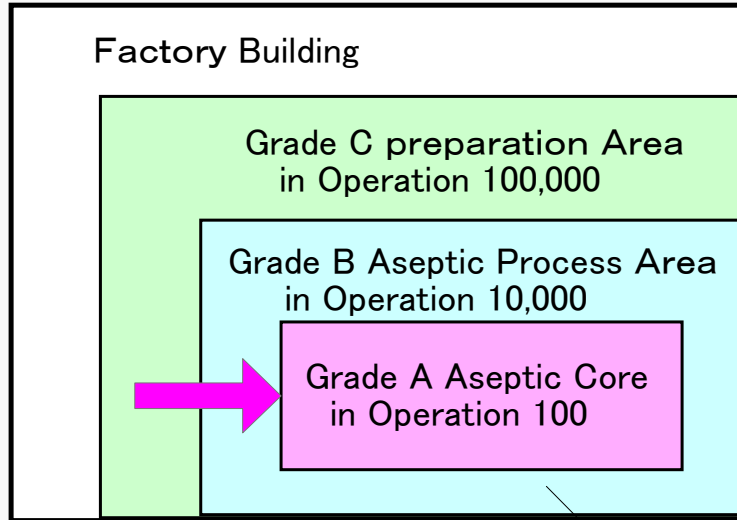 Factory Building
Grade C preparation Area
in Operation 100,000
Grade B Aseptic Process Area
in Operation 10,000
Grade A Aseptic Core
in Operation 100